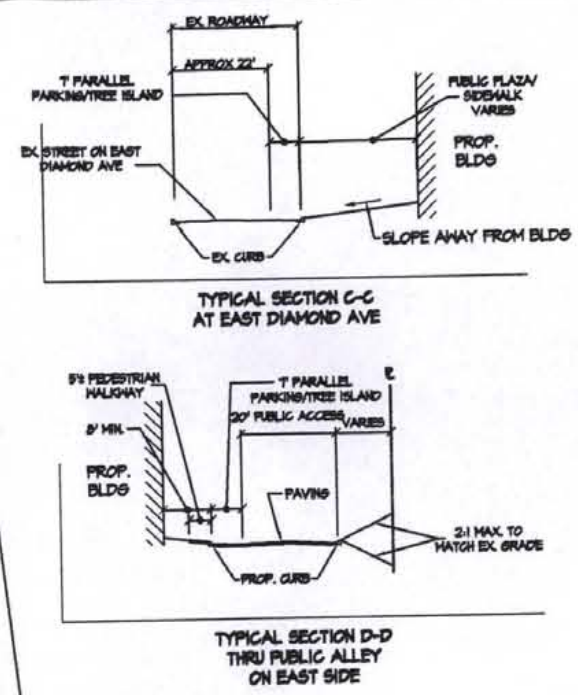 EX. ROADWAY
APPROX 22'
7' PARALLEL
PARKING/TREE ISLAND
PUBLIC PLAZA/
SIDEWALK
VARIES
EX. STREET ON EAST
DIAMOND AVE
PROP.
BLDG
SLOPE AWAY FROM BLDG
EX. CURB
TYPICAL SECTION C-C
AT EAST DIAMOND AVE
5'± PEDESTRIAN
WALKWAY
7' PARALLEL
PARKING/TREE ISLAND
20' PUBLIC ACCESS
VARIES
8' MIN.
PROP.
BLDG
PAVING
2:1 MAX. TO
MATCH EX. GRADE
PROP. CURB
TYPICAL SECTION D-D
THRU PUBLIC ALLEY
ON EAST SIDE